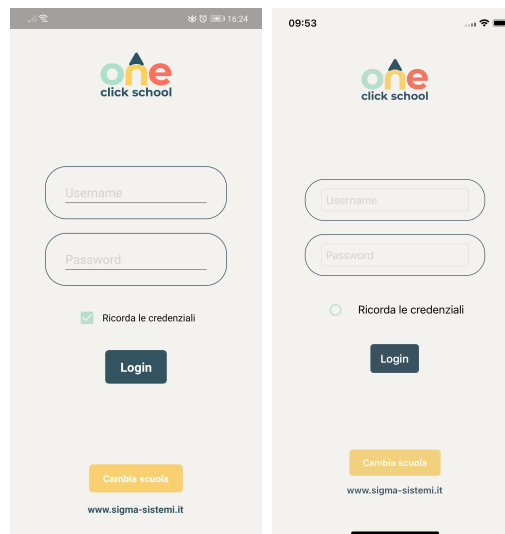 16:24
one
click school
Username
Password
Ricorda le credenziali
Login
Cambia scuola
www.sigma-sistemi.it
09:53
one
click school
Username
Password
Ricorda le credenziali
Login
Cambia scuola
www.sigma-sistemi.it